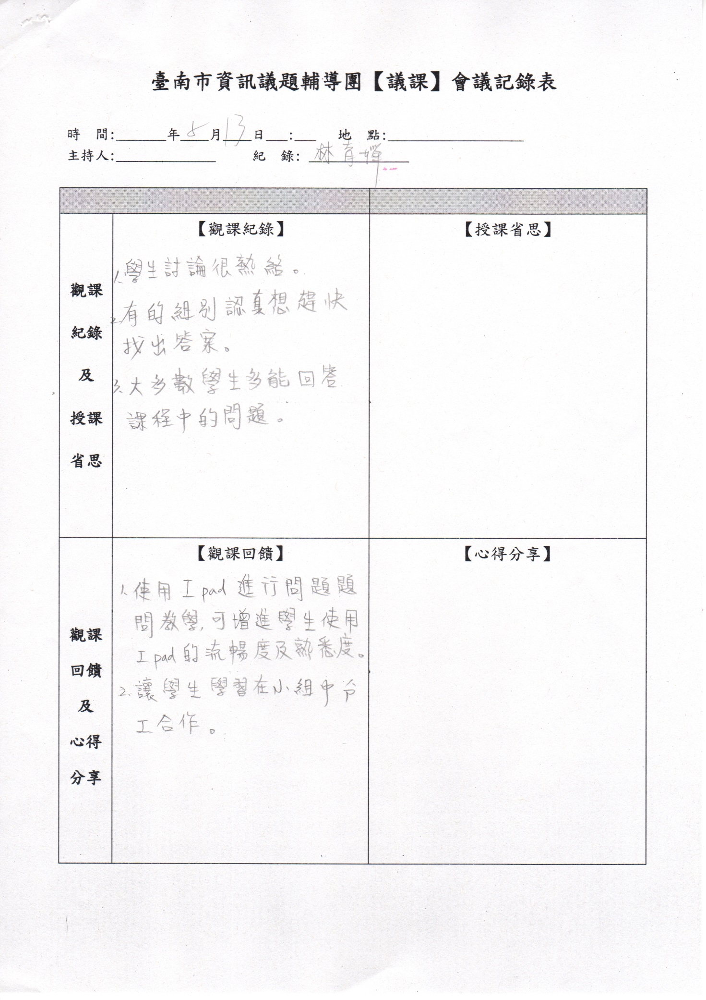 臺南市資訊議題輔導團【議課】會議記錄表
時 間:______年 5 月 13 日___:___ 地 點:__________
主持人:__________ 紀 錄: 林育嬋
【觀課紀錄】 【授課省思】
觀課
紀錄
及
授課
省思
1.學生討論很熱絡。
2.有的組別認真想趕快
找出答案。
3.大多數學生多能回答
課程中的問題。
【觀課回饋】 【心得分享】
觀課
回饋
及
心得
分享
1.使用Ipad進行問題題
問教學,可增進學生使用
Ipad的流暢度及熟悉度。
2.讓學生學習在小組中分
工合作。